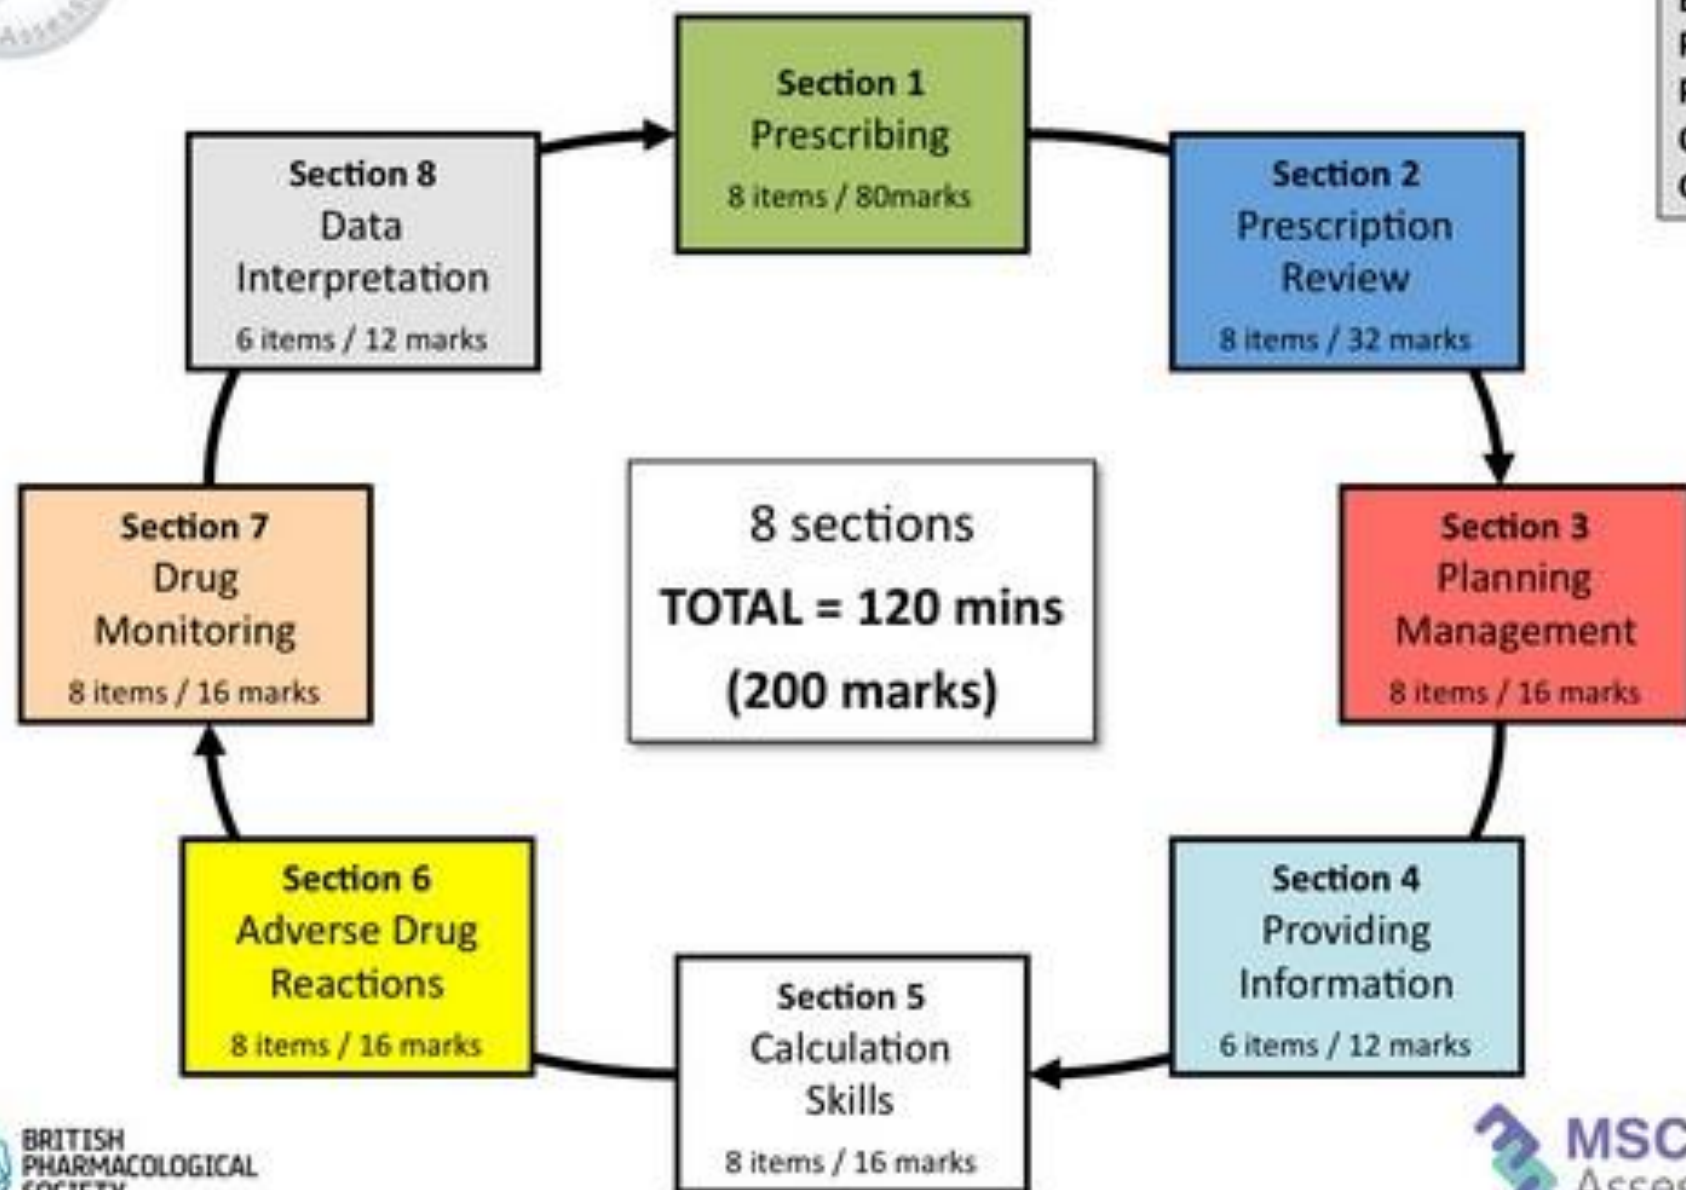 Section 1
Prescribing
8 items / 80marks
Section 2
Prescription
Review
8 items / 32 marks
Section 3
Planning
Management
8 items / 16 marks
Section 4
Providing
Information
6 items / 12 marks
Section 5
Calculation
Skills
8 items / 16 marks
Section 6
Adverse Drug
Reactions
8 items / 16 marks
Section 7
Drug
Monitoring
8 items / 16 marks
Section 8
Data
Interpretation
6 items / 12 marks
8 sections
TOTAL = 120 mins
(200 marks)
BRITISH
PHARMACOLOGICAL
SOCIETY
MSC
Asses